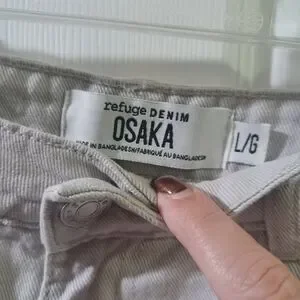 refuge DENIM
OSAKA
MADE IN BANGLADESH/FABRIQUÉ AU BANGLADESH
L/G